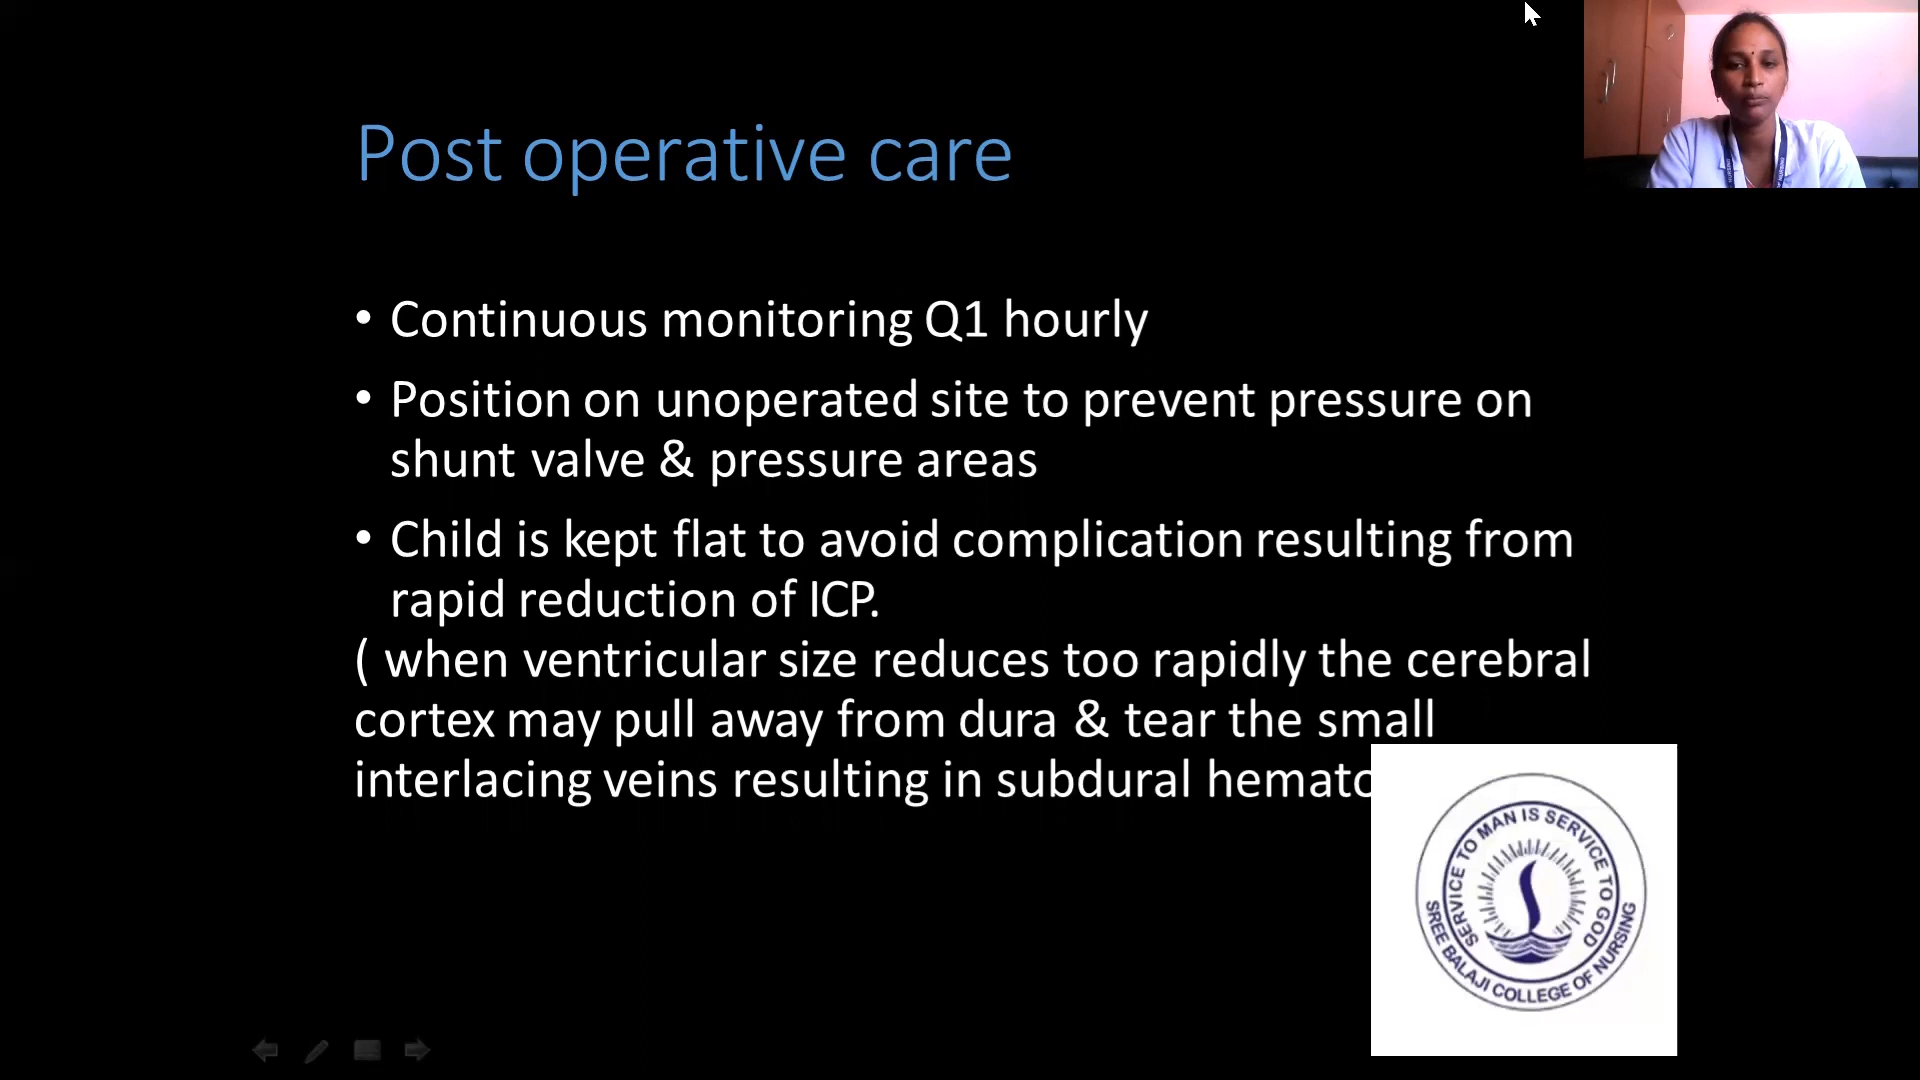 Post operative care
• Continuous monitoring Q1 hourly
• Position on unoperated site to prevent pressure on
shunt valve & pressure areas
• Child is kept flat to avoid complication resulting from
rapid reduction of ICP.
( when ventricular size reduces too rapidly the cerebral
cortex may pull away from dura & tear the small
interlacing veins resulting in subdural
SERVICE TO MAN IS SERVICE TO GOD
SREE BALAJI COLLEGE OF NURSING